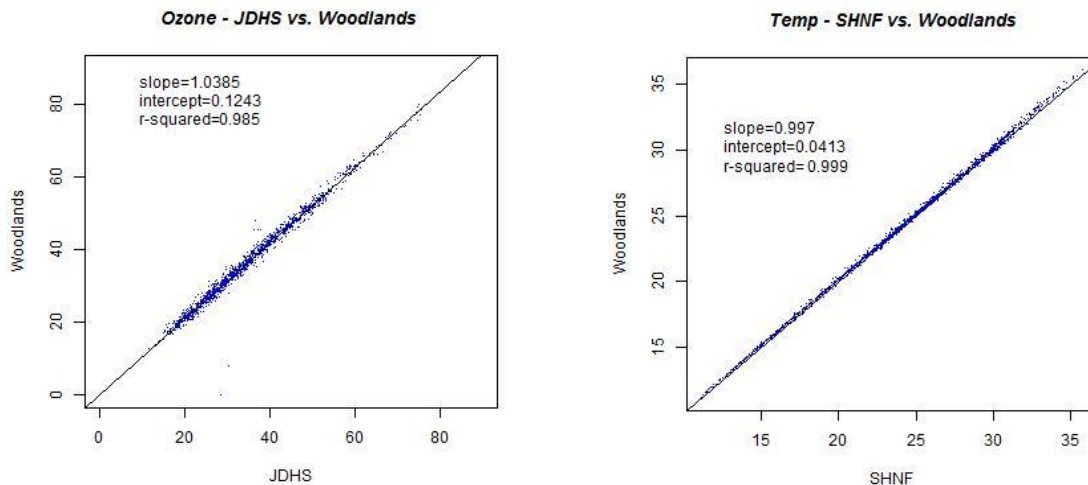 Ozone - JDHS vs. Woodlands
slope=1.0385
intercept=0.1243
r-squared=0.985
80
60
40
20
0
Woodlands
0 20 40 60 80
JDHS
Temp - SHNF vs. Woodlands
slope=0.997
intercept=0.0413
r-squared= 0.999
35
30
25
20
15
Woodlands
15 20 25 30 35
SHNF